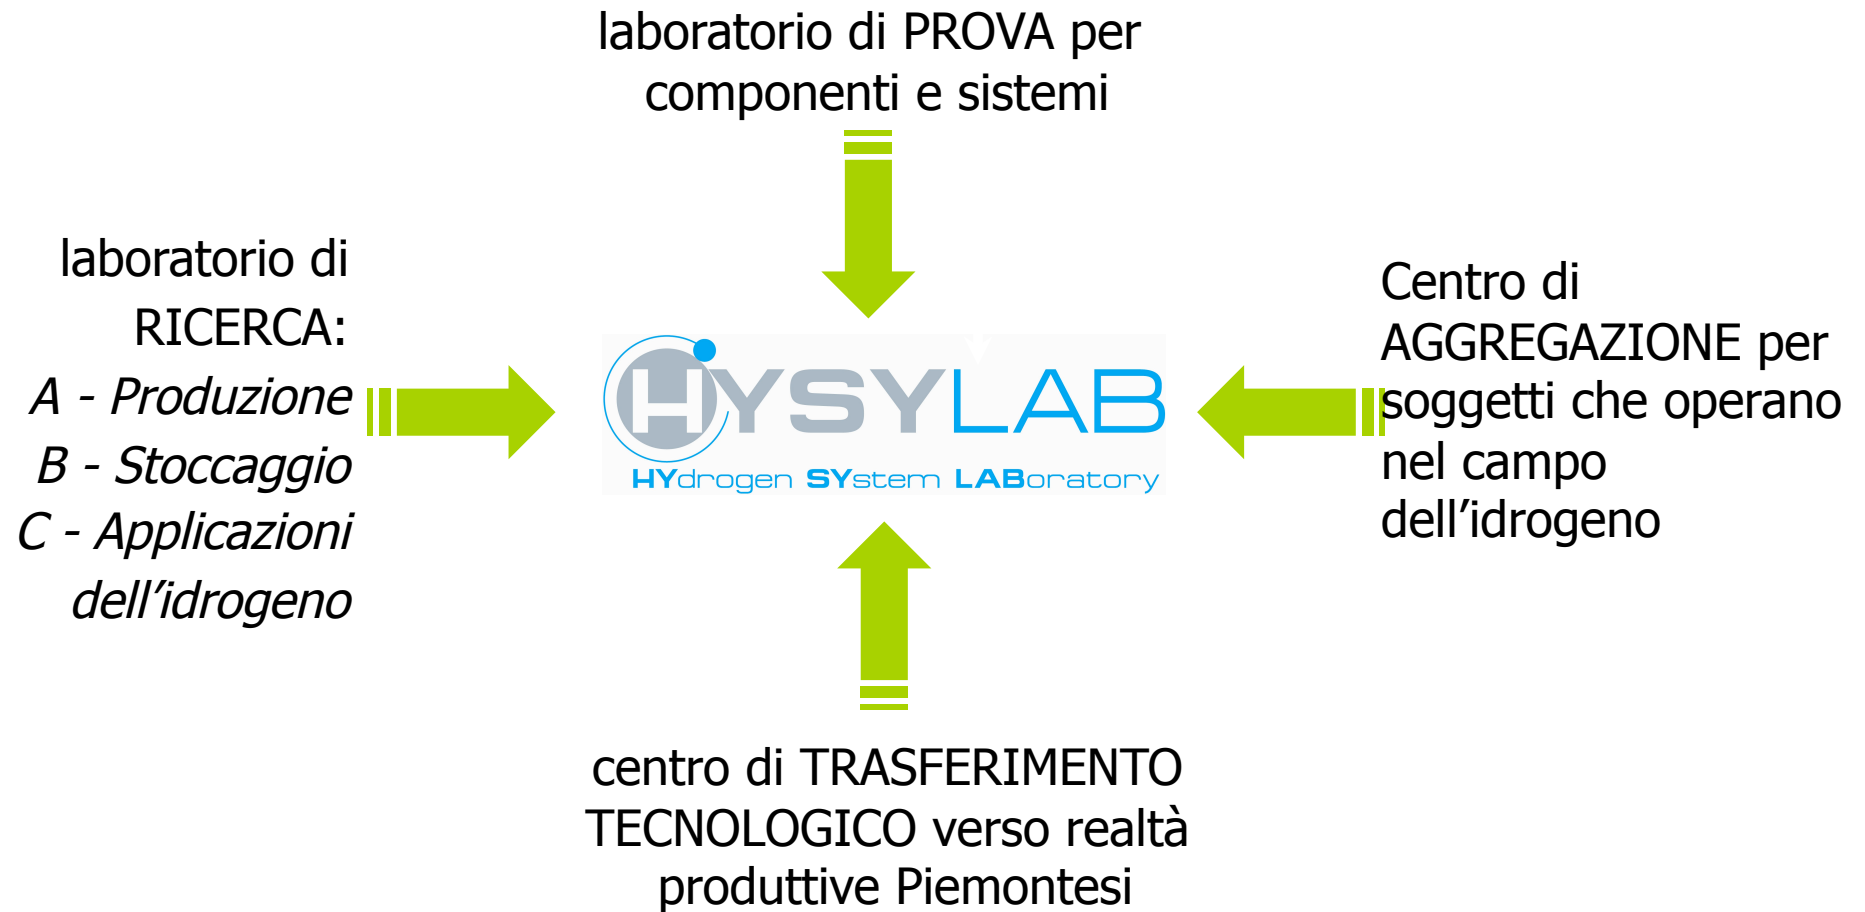 laboratorio di PROVA per
componenti e sistemi
laboratorio di
RICERCA:
A - Produzione
B - Stoccaggio
C - Applicazioni
dell’idrogeno
HYSYLAB
HYdrogen SYstem LABoratory
Centro di
AGGREGAZIONE per
soggetti che operano
nel campo
dell’idrogeno
centro di TRASFERIMENTO
TECNOLOGICO verso realtà
produttive Piemontesi